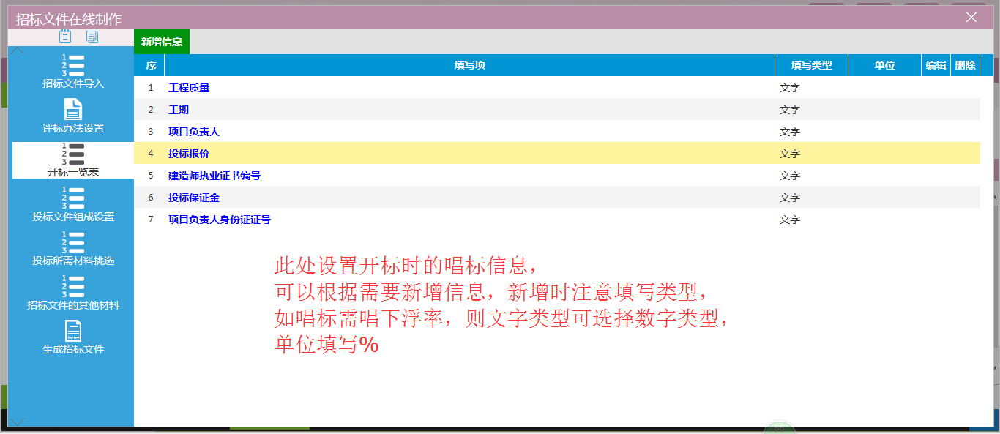 招标文件在线制作
新增信息
序 填写项 填写类型 单位 编辑 删除
1 工程质量 文字
2 工期 文字
3 项目负责人 文字
4 投标报价 文字
5 建造师执业证书编号 文字
6 投标保证金 文字
7 项目负责人身份证证号 文字
招标文件导入
评标办法设置
开标一览表
投标文件组成设置
投标所需材料挑选
招标文件的其他材料
生成招标文件
此处设置开标时的唱标信息，
可以根据需要新增信息，新增时注意填写类型，
如唱标需唱下浮率，则文字类型可选择数字类型，
单位填写%